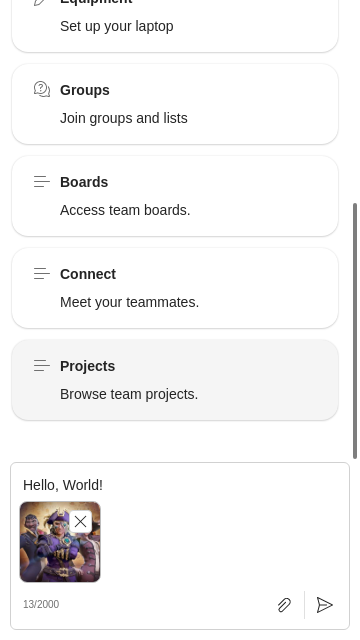 Equipment
Set up your laptop
Groups
Join groups and lists
Boards
Access team boards.
Connect
Meet your teammates.
Projects
Browse team projects.
Hello, World!
13/2000